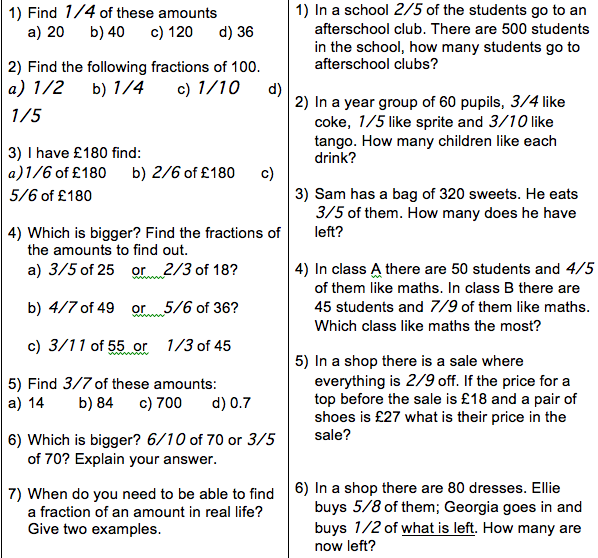 1) Find 1/4 of these amounts
a) 20 b) 40 c) 120 d) 36
2) Find the following fractions of 100.
a) 1/2 b) 1/4 c) 1/10 d)
1/5
3) I have £180 find:
a)1/6 of £180 b) 2/6 of £180 c)
5/6 of £180
4) Which is bigger? Find the fractions of
the amounts to find out.
a) 3/5 of 25 or 2/3 of 18?
b) 4/7 of 49 or 5/6 of 36?
c) 3/11 of 55 or 1/3 of 45
5) Find 3/7 of these amounts:
a) 14 b) 84 c) 700 d) 0.7
6) Which is bigger? 6/10 of 70 or 3/5
of 70? Explain your answer.
7) When do you need to be able to find
a fraction of an amount in real life?
Give two examples.
1) In a school 2/5 of the students go to an
afterschool club. There are 500 students
in the school, how many students go to
afterschool clubs?
2) In a year group of 60 pupils, 3/4 like
coke, 1/5 like sprite and 3/10 like
tango. How many children like each
drink?
3) Sam has a bag of 320 sweets. He eats
3/5 of them. How many does he have
left?
4) In class A there are 50 students and 4/5
of them like maths. In class B there are
45 students and 7/9 of them like maths.
Which class like maths the most?
5) In a shop there is a sale where
everything is 2/9 off. If the price for a
top before the sale is £18 and a pair of
shoes is £27 what is their price in the
sale?
6) In a shop there are 80 dresses. Ellie
buys 5/8 of them; Georgia goes in and
buys 1/2 of what is left. How many are
now left?